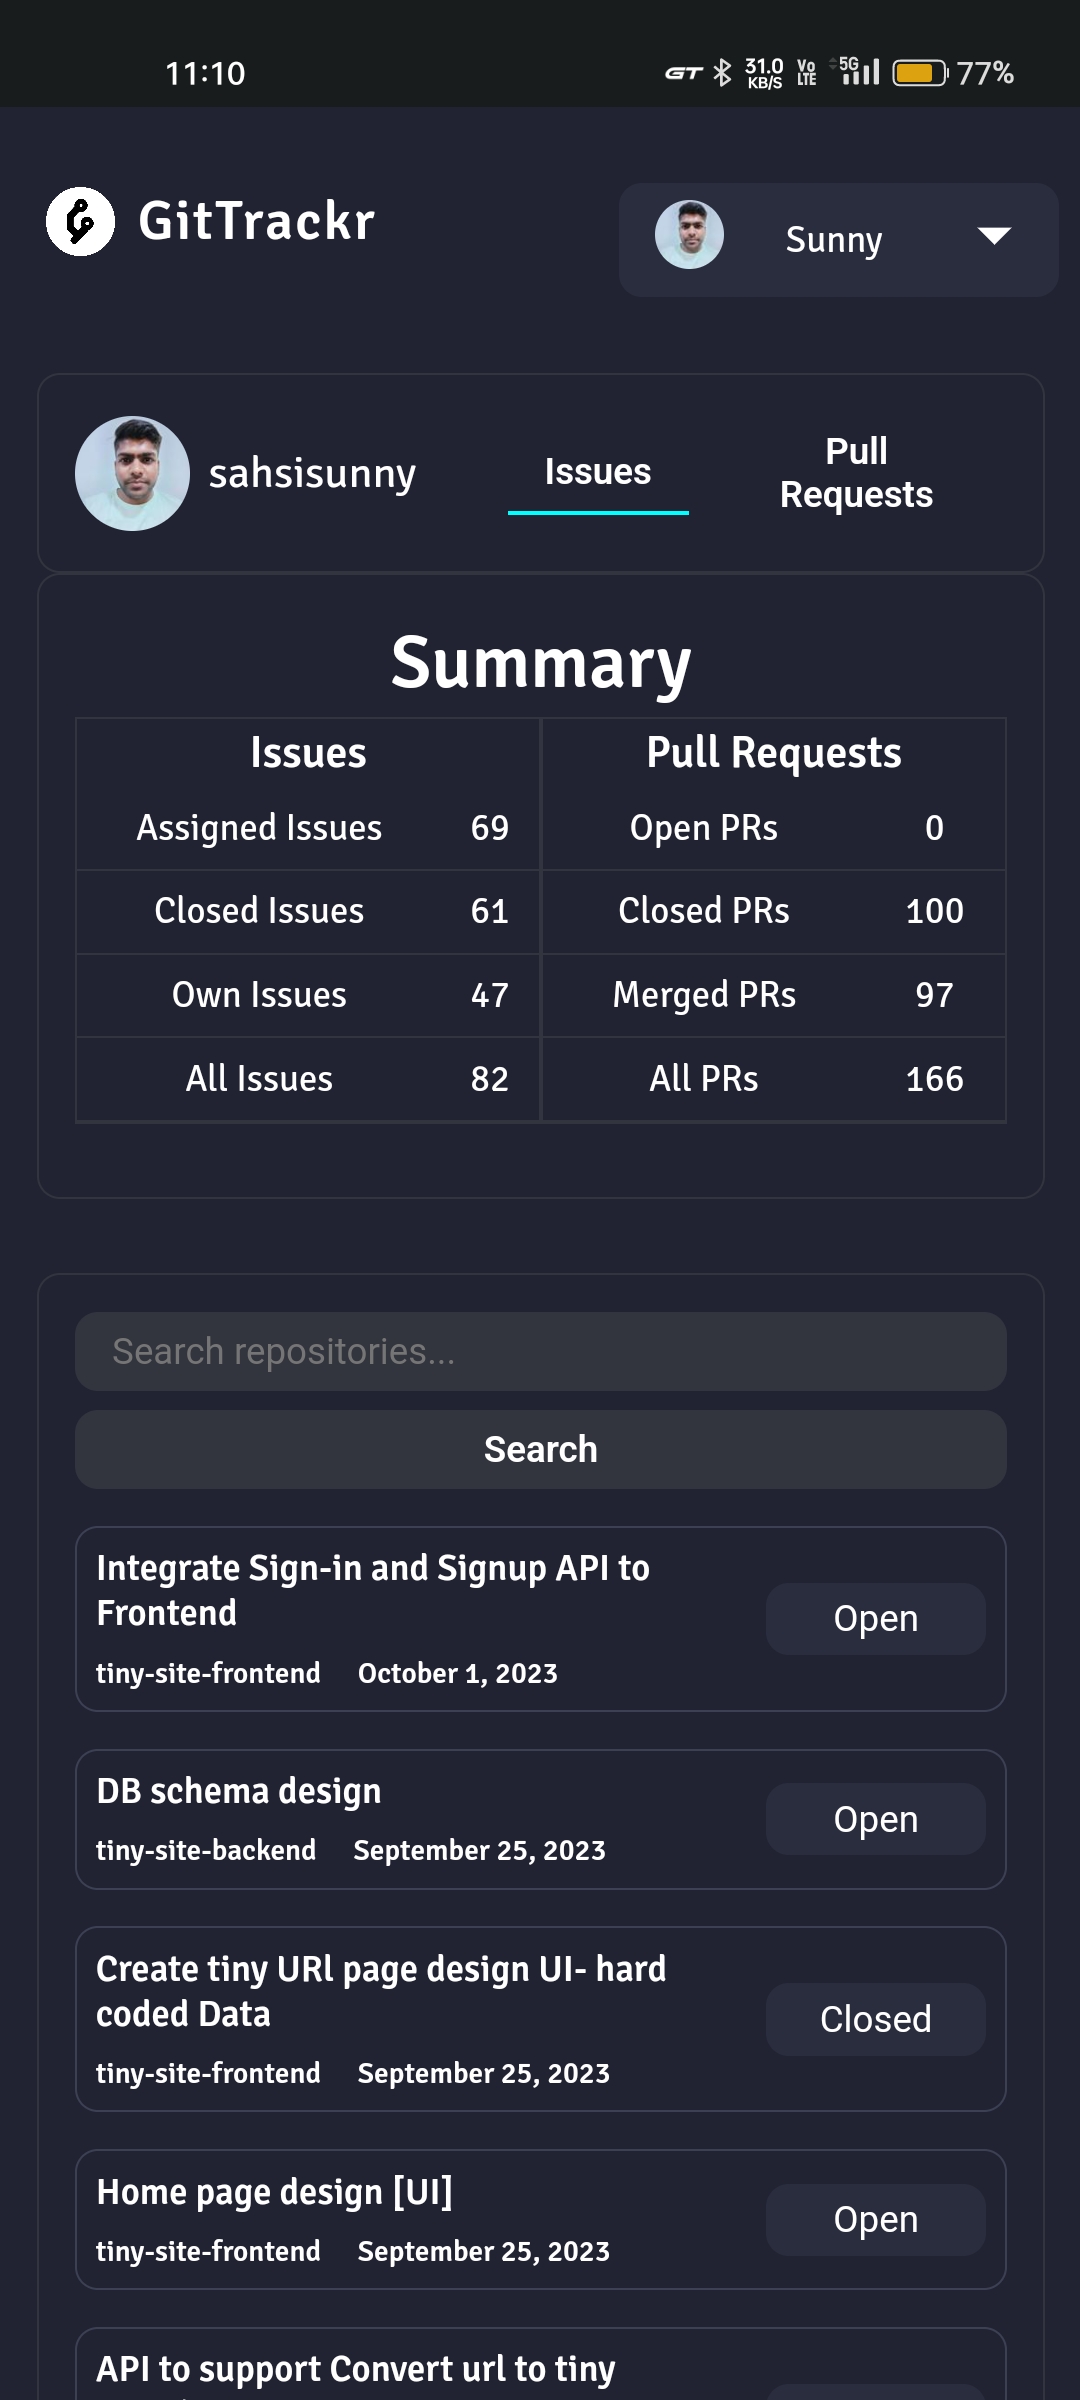 11:10 GT 31.0 KB/S Vo LTE 5G 77%
GitTrackr Sunny
sahsisunny Issues Pull Requests
Summary
Issues Pull Requests
Assigned Issues 69 Open PRs 0
Closed Issues 61 Closed PRs 100
Own Issues 47 Merged PRs 97
All Issues 82 All PRs 166
Search repositories...
Search
Integrate Sign-in and Signup API to
Frontend
Open
tiny-site-frontend October 1, 2023
DB schema design
Open
tiny-site-backend September 25, 2023
Create tiny URl page design UI- hard
coded Data
Closed
tiny-site-frontend September 25, 2023
Home page design [UI]
Open
tiny-site-frontend September 25, 2023
API to support Convert url to tiny